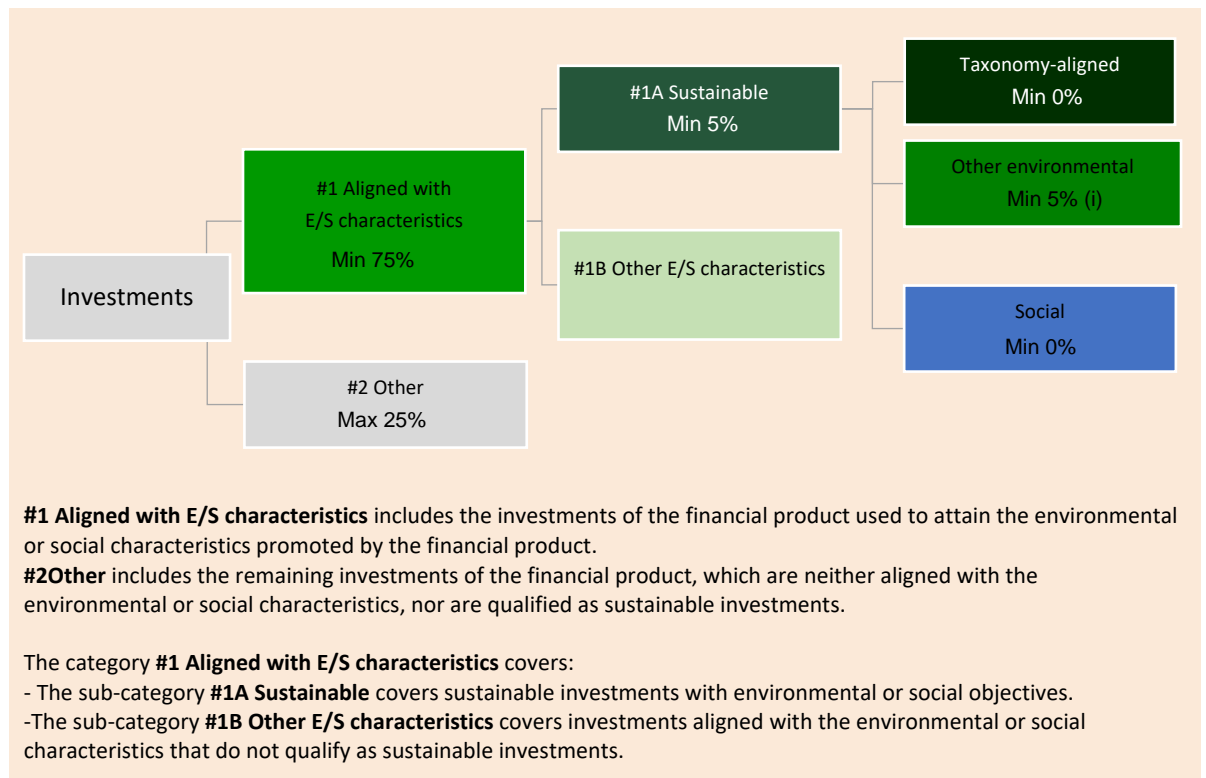 Investments
#1 Aligned with
E/S characteristics
Min 75%
#2 Other
Max 25%
#1A Sustainable
Min 5%
#1B Other E/S characteristics
Taxonomy-aligned
Min 0%
Other environmental
Min 5% (i)
Social
Min 0%
#1 Aligned with E/S characteristics includes the investments of the financial product used to attain the environmental
or social characteristics promoted by the financial product.
#2Other includes the remaining investments of the financial product, which are neither aligned with the
environmental or social characteristics, nor are qualified as sustainable investments.
The category #1 Aligned with E/S characteristics covers:
- The sub-category #1A Sustainable covers sustainable investments with environmental or social objectives.
-The sub-category #1B Other E/S characteristics covers investments aligned with the environmental or social
characteristics that do not qualify as sustainable investments.